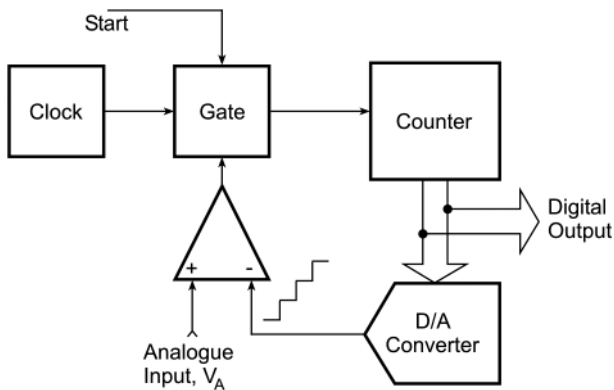 Start
Clock
Gate
Counter
Digital
Output
+ -
D/A
Converter
Analogue
Input, V_A